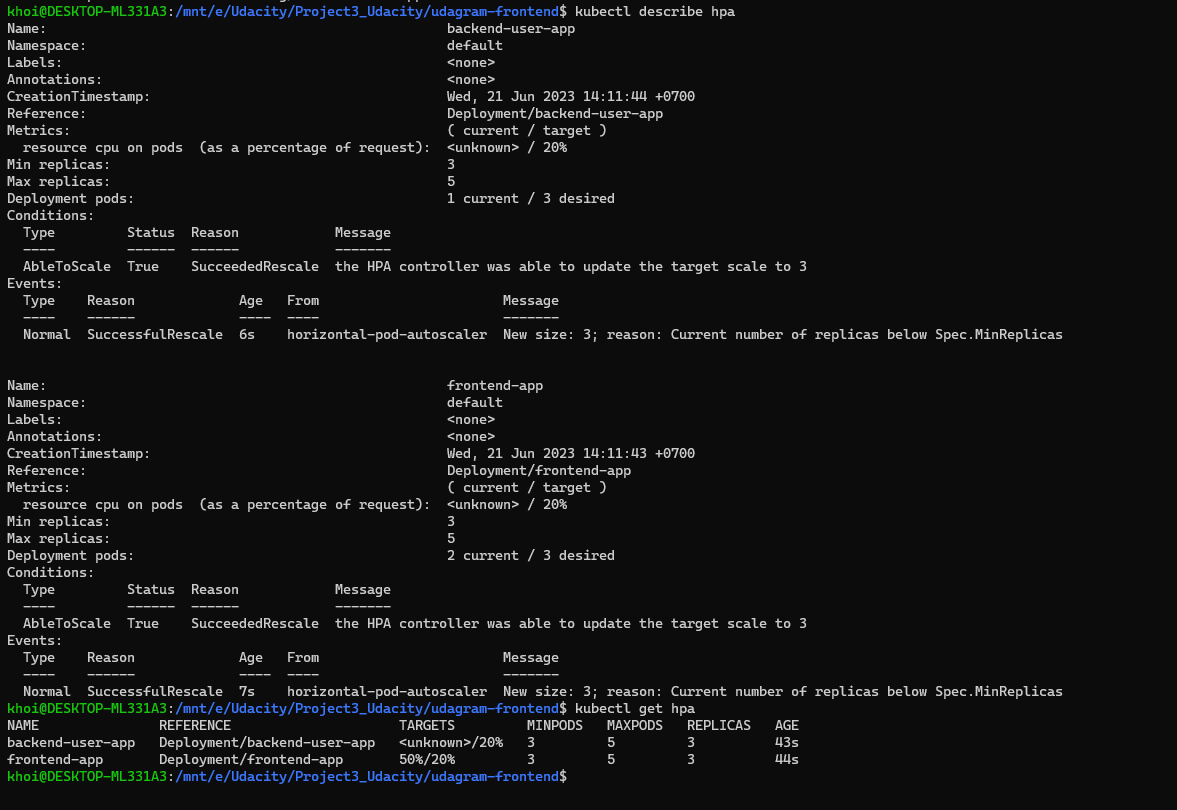 khoi@DESKTOP-ML331A3:/mnt/e/Udacity/Project3_Udacity/udagram-frontend$ kubectl describe hpa
Name:                                                  backend-user-app
Namespace:                                             default
Labels:                                                <none>
Annotations:                                           <none>
CreationTimestamp:                                     Wed, 21 Jun 2023 14:11:44 +0700
Reference:                                             Deployment/backend-user-app
Metrics:                                               ( current / target )
  resource cpu on pods  (as a percentage of request):  <unknown> / 20%
Min replicas:                                          3
Max replicas:                                          5
Deployment pods:                                       1 current / 3 desired
Conditions:
  Type         Status  Reason            Message
  ----         ------  ------            -------
  AbleToScale  True    SucceededRescale  the HPA controller was able to update the target scale to 3
Events:
  Type    Reason             Age   From                       Message
  ----    ------             ----  ----                       -------
  Normal  SuccessfulRescale  6s    horizontal-pod-autoscaler  New size: 3; reason: Current number of replicas below Spec.MinReplicas
Name:                                                  frontend-app
Namespace:                                             default
Labels:                                                <none>
Annotations:                                           <none>
CreationTimestamp:                                     Wed, 21 Jun 2023 14:11:43 +0700
Reference:                                             Deployment/frontend-app
Metrics:                                               ( current / target )
  resource cpu on pods  (as a percentage of request):  <unknown> / 20%
Min replicas:                                          3
Max replicas:                                          5
Deployment pods:                                       2 current / 3 desired
Conditions:
  Type         Status  Reason            Message
  ----         ------  ------            -------
  AbleToScale  True    SucceededRescale  the HPA controller was able to update the target scale to 3
Events:
  Type    Reason             Age   From                       Message
  ----    ------             ----  ----                       -------
  Normal  SuccessfulRescale  7s    horizontal-pod-autoscaler  New size: 3; reason: Current number of replicas below Spec.MinReplicas
khoi@DESKTOP-ML331A3:/mnt/e/Udacity/Project3_Udacity/udagram-frontend$ kubectl get hpa
NAME               REFERENCE                     TARGETS         MINPODS   MAXPODS   REPLICAS   AGE
backend-user-app   Deployment/backend-user-app   <unknown>/20%   3         5         3          43s
frontend-app       Deployment/frontend-app       50%/20%         3         5         3          44s
khoi@DESKTOP-ML331A3:/mnt/e/Udacity/Project3_Udacity/udagram-frontend$